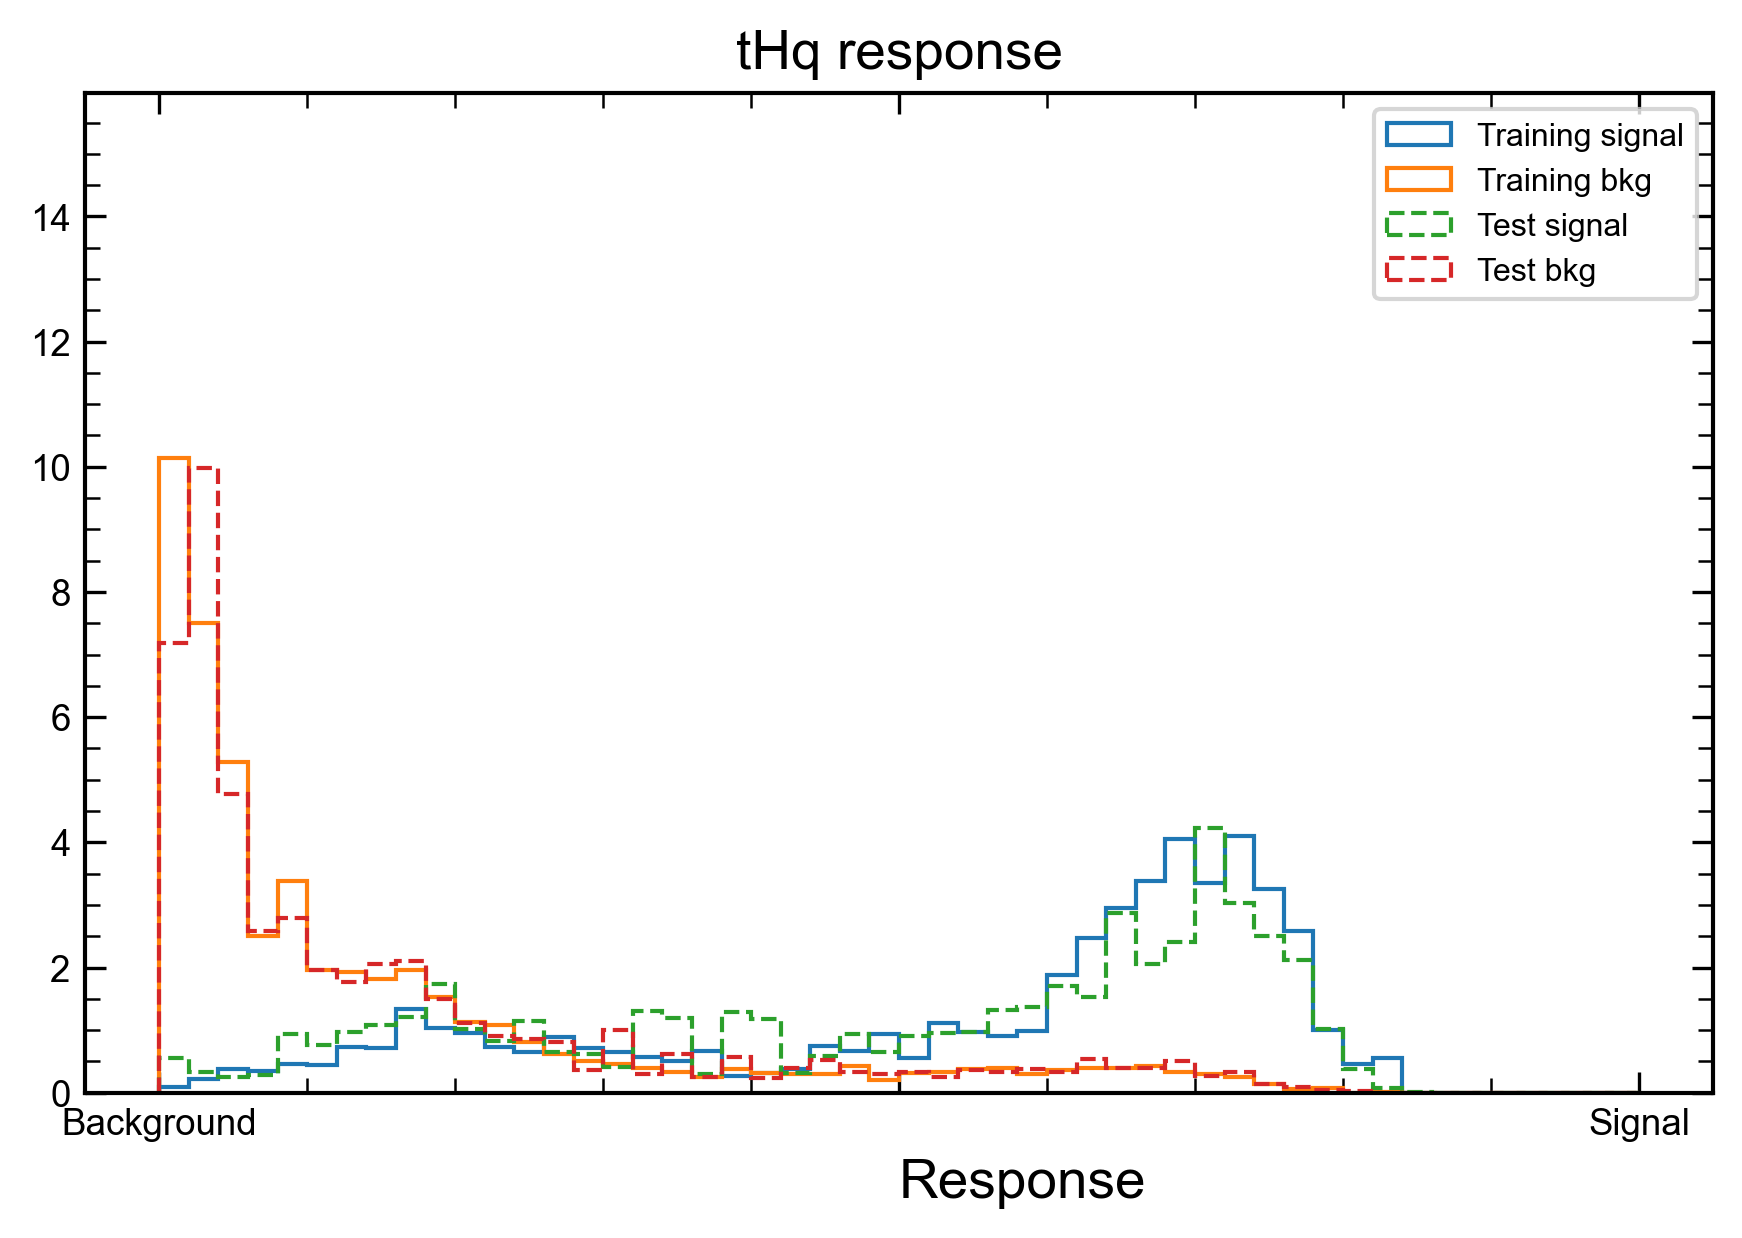 tHq response
Training signal
Training bkg
Test signal
Test bkg
14
12
10
8
6
4
2
0
Background
Signal
Response